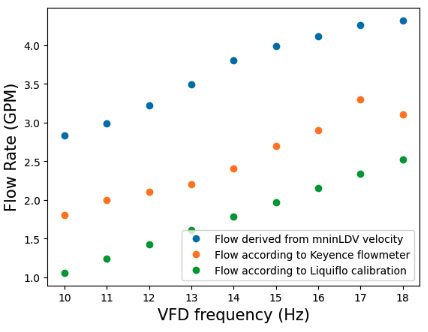 4.0
3.5
3.0
2.5
2.0
1.5
1.0
Flow Rate (GPM)
Flow derived from mninLDV velocity
Flow according to Keyence flowmeter
Flow according to Liquiflo calibration
10 11 12 13 14 15 16 17 18
VFD frequency (Hz)